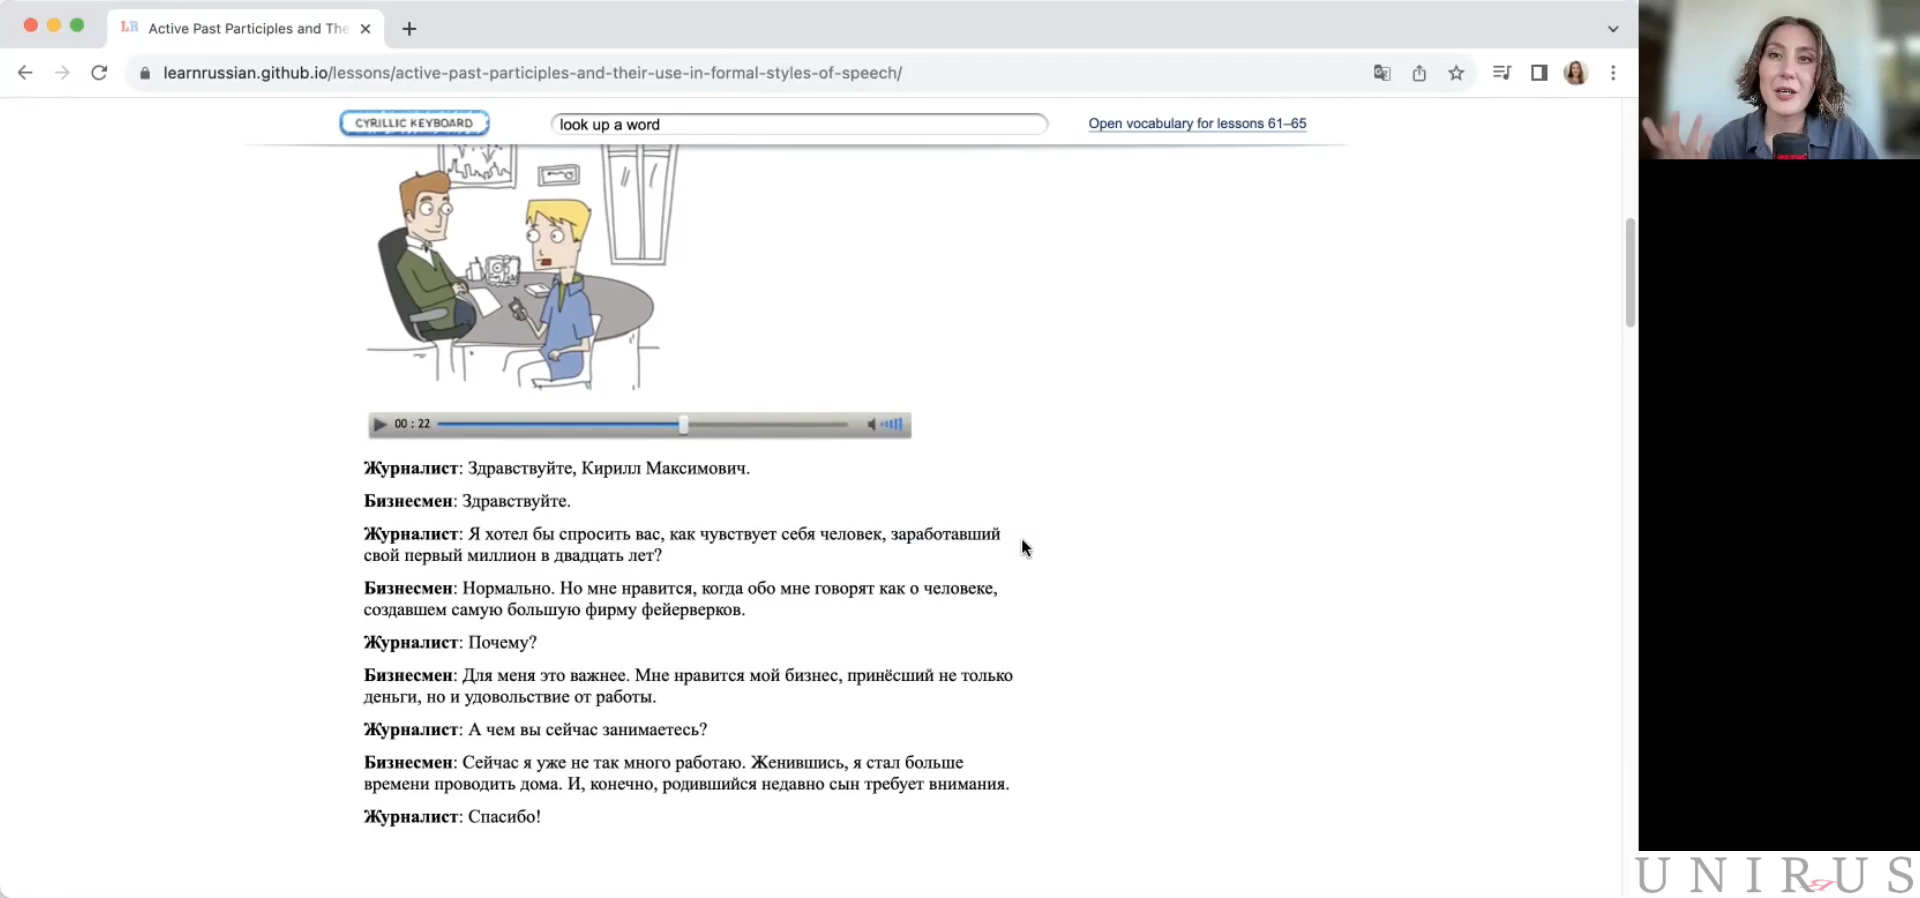 LR Active Past Participles and The
learnrussian.github.io/lessons/active-past-participles-and-their-use-in-formal-styles-of-speech/
CYRILLIC KEYBOARD look up a word Open vocabulary for lessons 61–65
00 : 22
Журналист: Здравствуйте, Кирилл Максимович.
Бизнесмен: Здравствуйте.
Журналист: Я хотел бы спросить вас, как чувствует себя человек, заработавший
свой первый миллион в двадцать лет?
Бизнесмен: Нормально. Но мне нравится, когда обо мне говорят как о человеке,
создавшем самую большую фирму фейерверков.
Журналист: Почему?
Бизнесмен: Для меня это важнее. Мне нравится мой бизнес, принёсший не только
деньги, но и удовольствие от работы.
Журналист: А чем вы сейчас занимаетесь?
Бизнесмен: Сейчас я уже не так много работаю. Женившись, я стал больше
времени проводить дома. И, конечно, родившийся недавно сын требует внимания.
Журналист: Спасибо!
UNIRUS